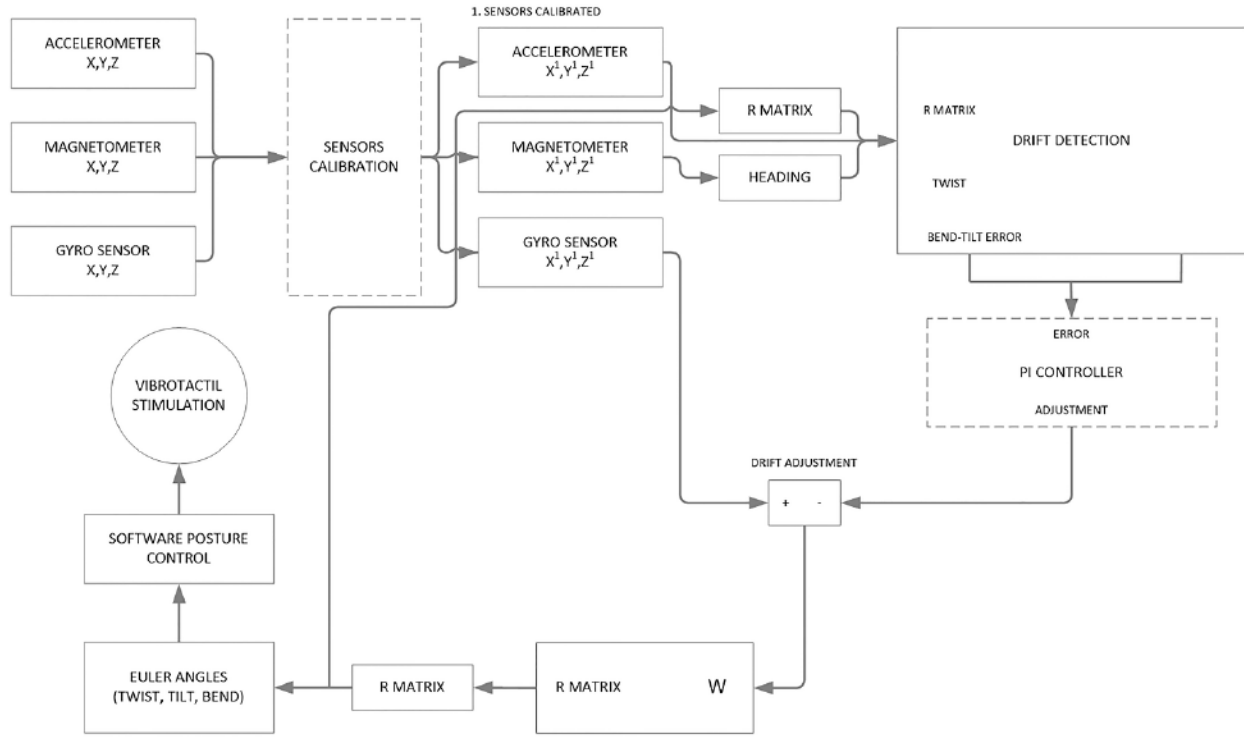 1. SENSORS CALIBRATED
ACCELEROMETER
X,Y,Z
MAGNETOMETER
X,Y,Z
GYRO SENSOR
X,Y,Z
SENSORS
CALIBRATION
ACCELEROMETER
X¹,Y¹,Z¹
MAGNETOMETER
X¹,Y¹,Z¹
GYRO SENSOR
X¹,Y¹,Z¹
R MATRIX
HEADING
R MATRIX
DRIFT DETECTION
TWIST
BEND-TILT ERROR
ERROR
PI CONTROLLER
ADJUSTMENT
DRIFT ADJUSTMENT
+ -
R MATRIX W
R MATRIX
EULER ANGLES
(TWIST, TILT, BEND)
SOFTWARE POSTURE
CONTROL
VIBROTACTIL
STIMULATION